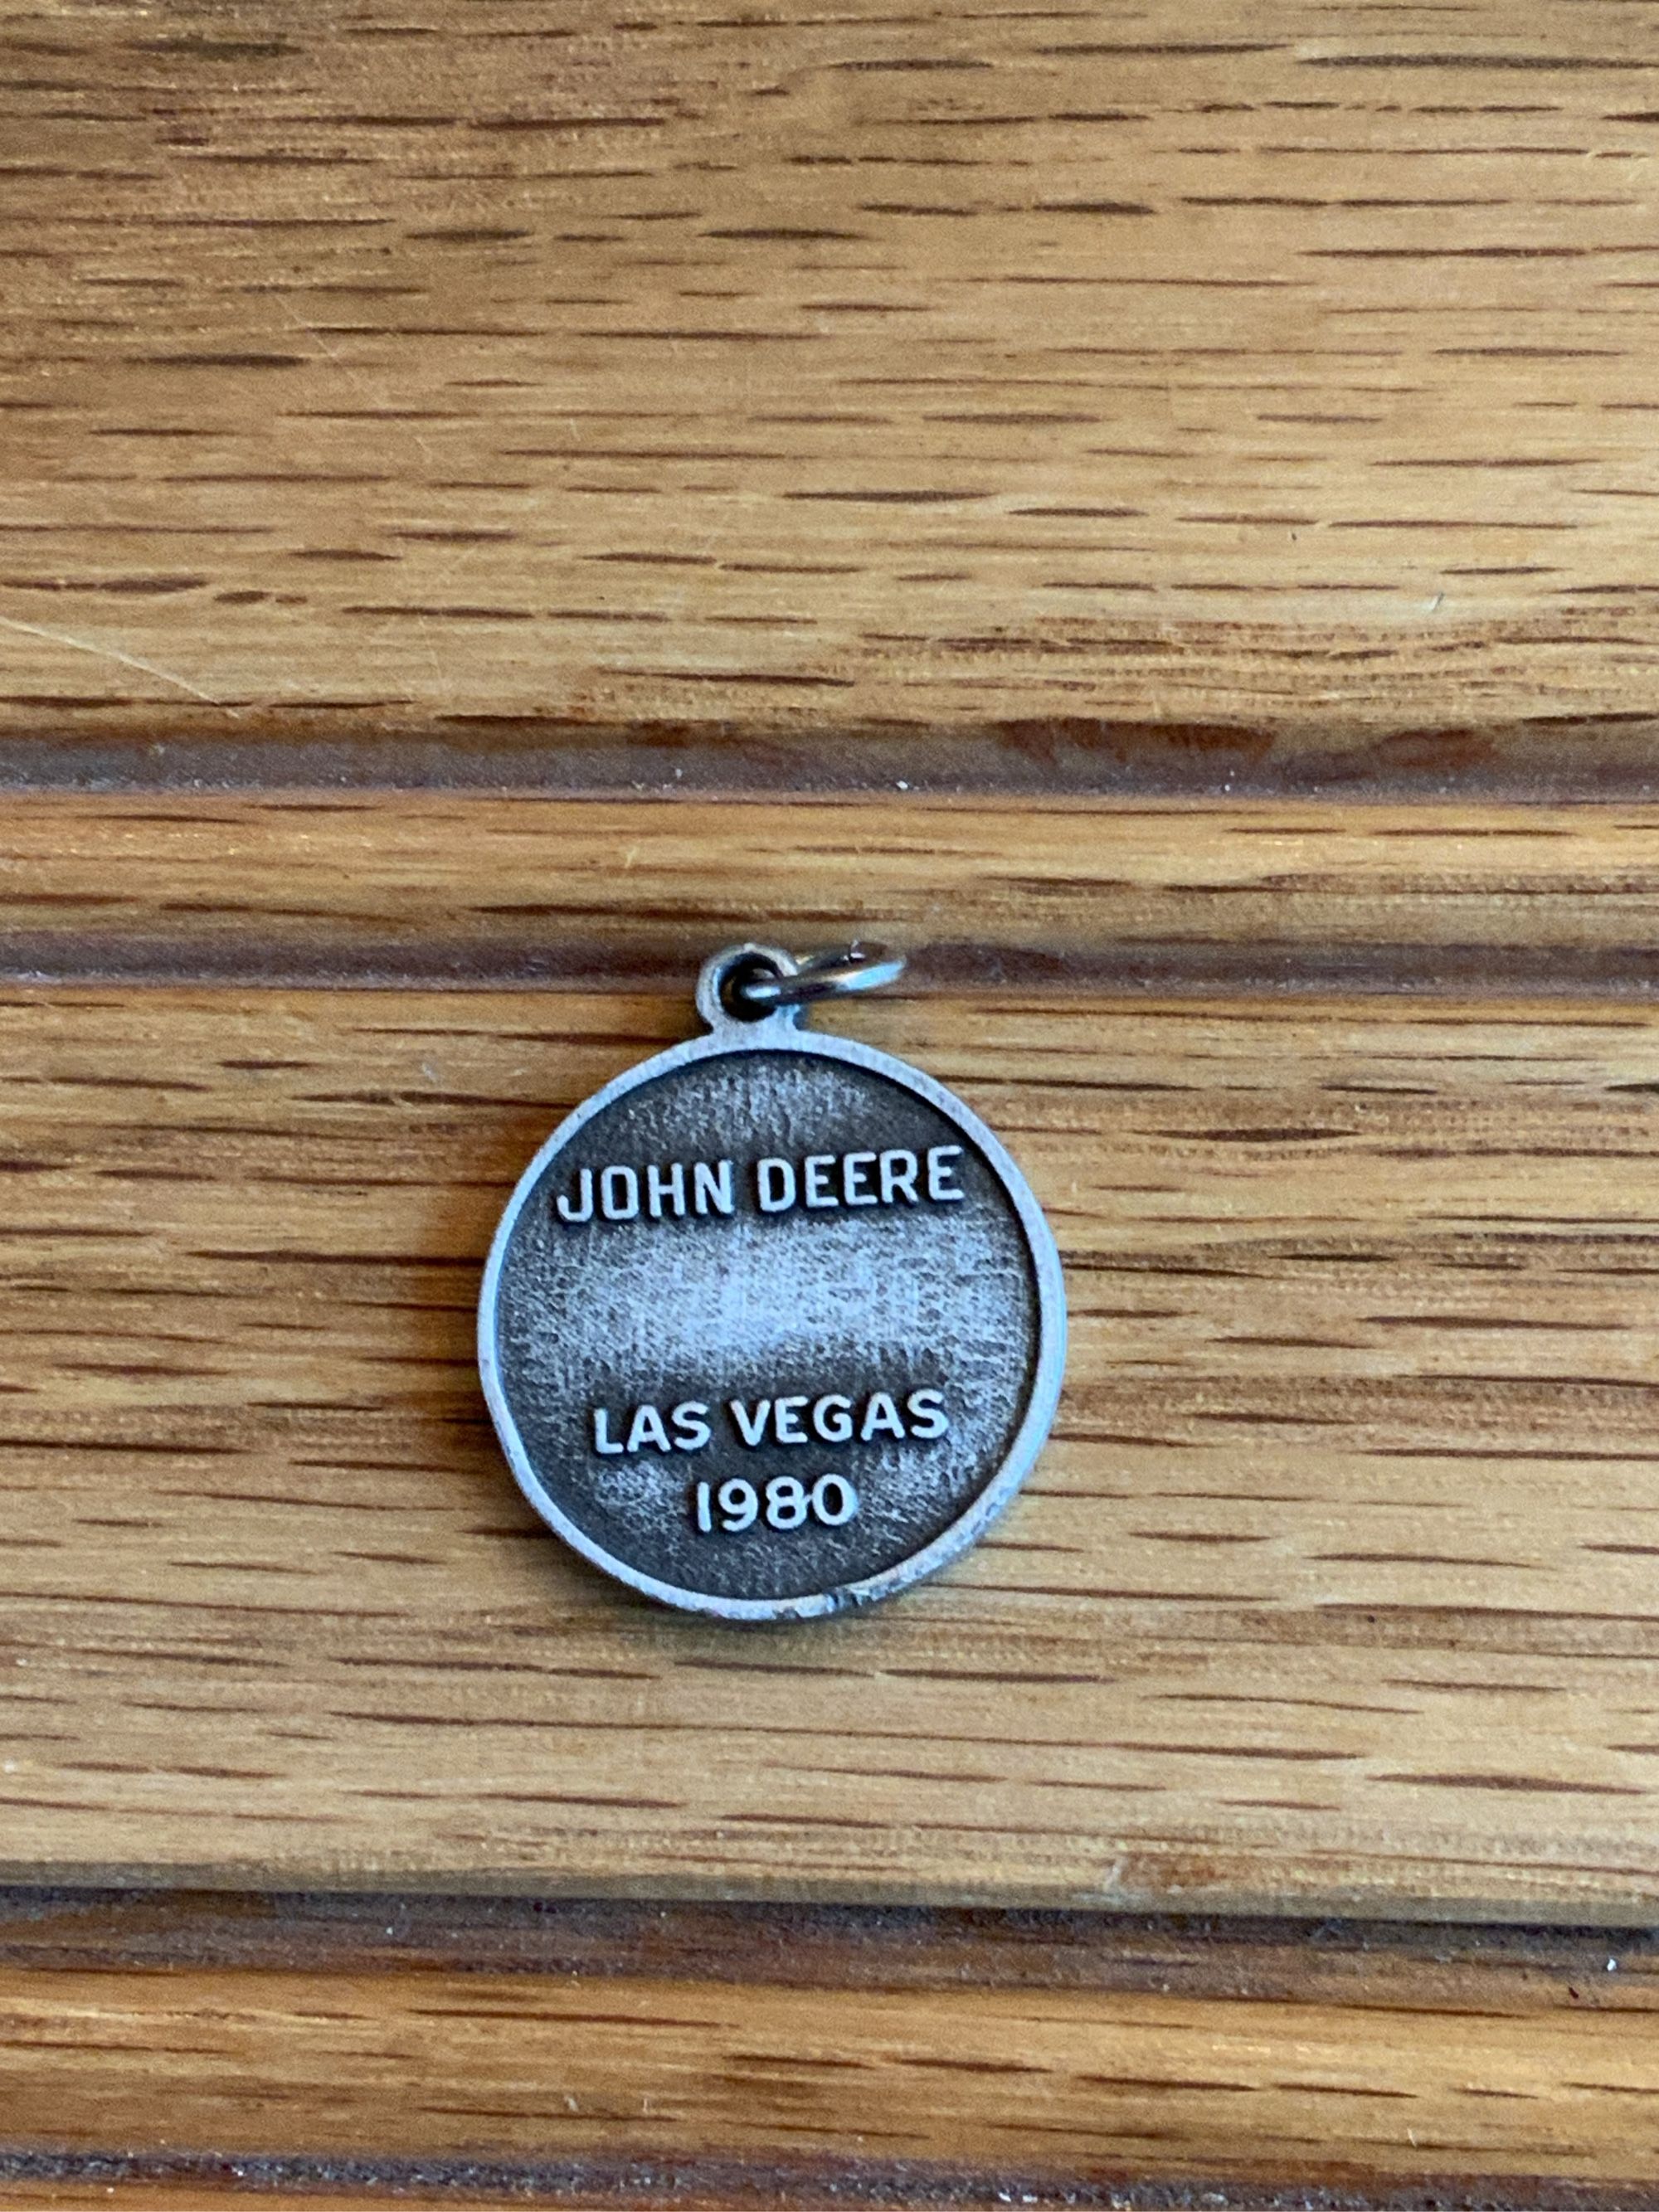 JOHN DEERE
LAS VEGAS
1980